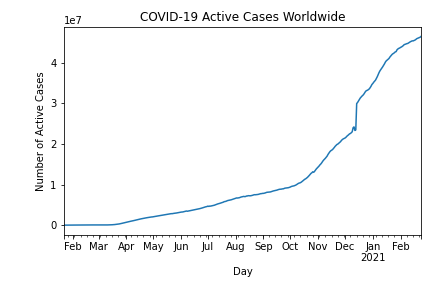 COVID-19 Active Cases Worldwide
1e7
Number of Active Cases
4
3
2
1
0
Feb Mar Apr May Jun Jul Aug Sep Oct Nov Dec Jan Feb
2021
Day